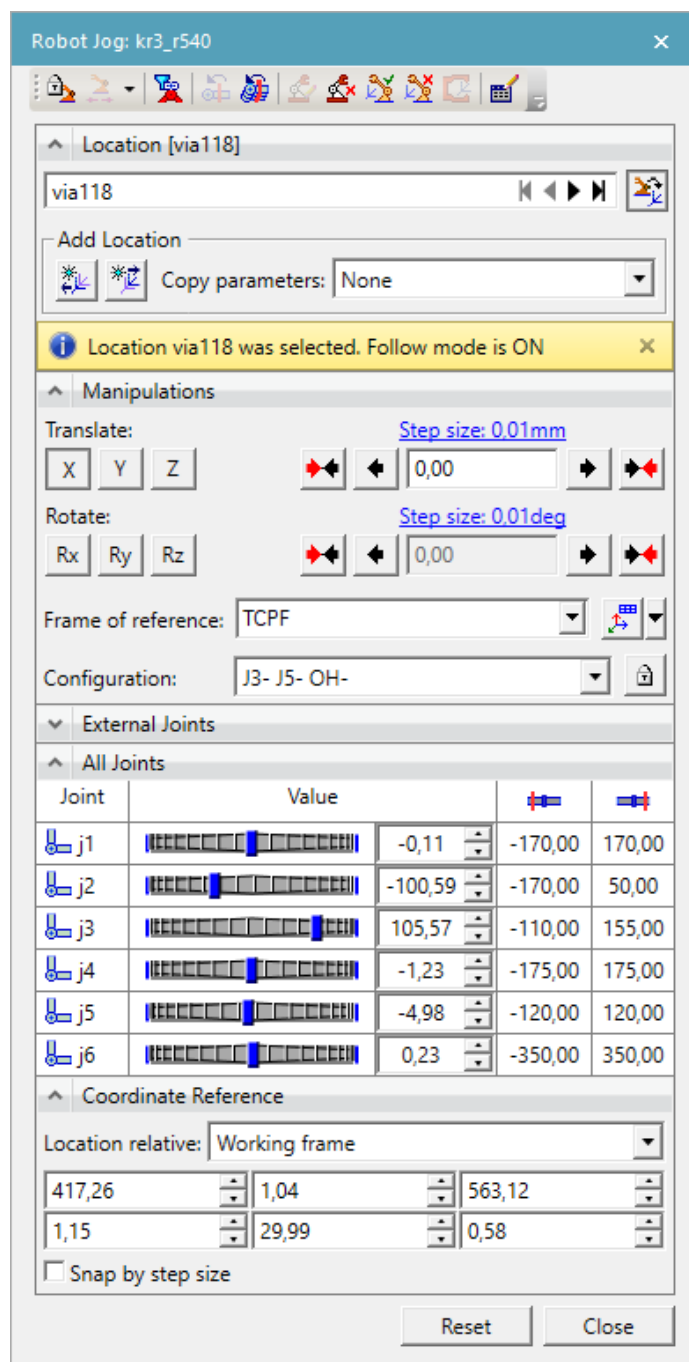 Robot Jog: kr3_r540
Location [via118]
via118
Add Location
Copy parameters: None
Location via118 was selected. Follow mode is ON
Manipulations
Translate: Step size: 0,01mm
X Y Z 0,00
Rotate: Step size: 0,01deg
Rx Ry Rz 0,00
Frame of reference: TCPF
Configuration: J3- J5- OH-
External Joints
All Joints
Joint Value
j1 -0,11 -170,00 170,00
j2 -100,59 -170,00 50,00
j3 105,57 -110,00 155,00
j4 -1,23 -175,00 175,00
j5 -4,98 -120,00 120,00
j6 0,23 -350,00 350,00
Coordinate Reference
Location relative: Working frame
417,26 1,04 563,12
1,15 29,99 0,58
Snap by step size
Reset Close